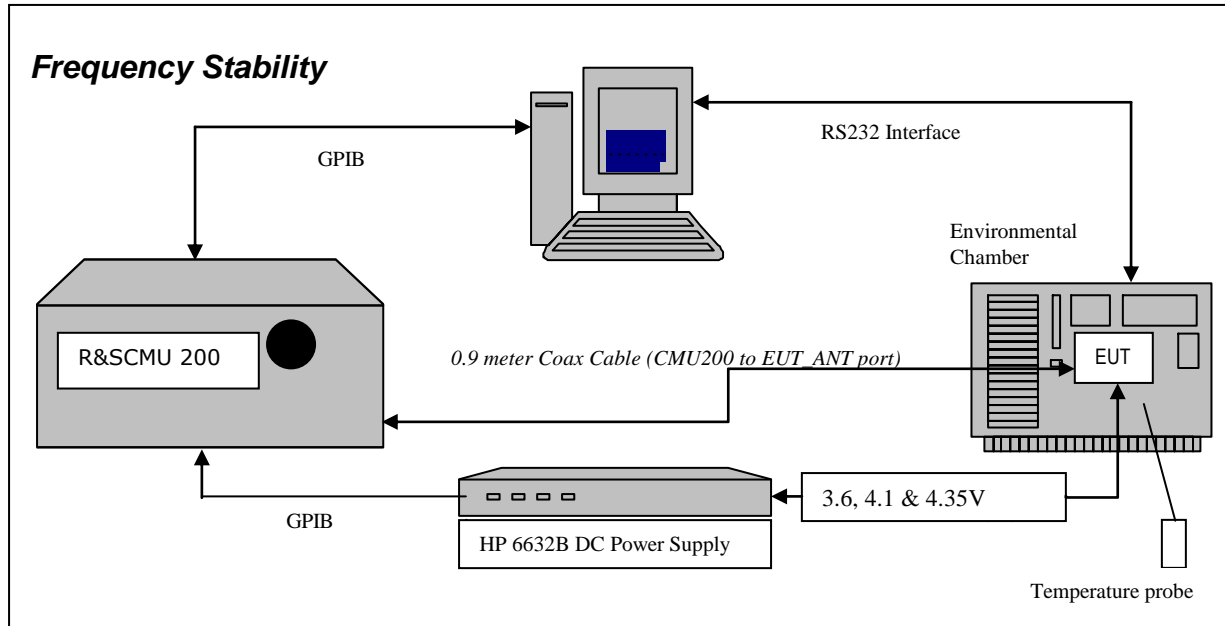 Frequency Stability
GPIB
RS232 Interface
Environmental
Chamber
R&SCMU 200
0.9 meter Coax Cable (CMU200 to EUT_ANT port)
EUT
GPIB
3.6, 4.1 & 4.35V
HP 6632B DC Power Supply
Temperature probe